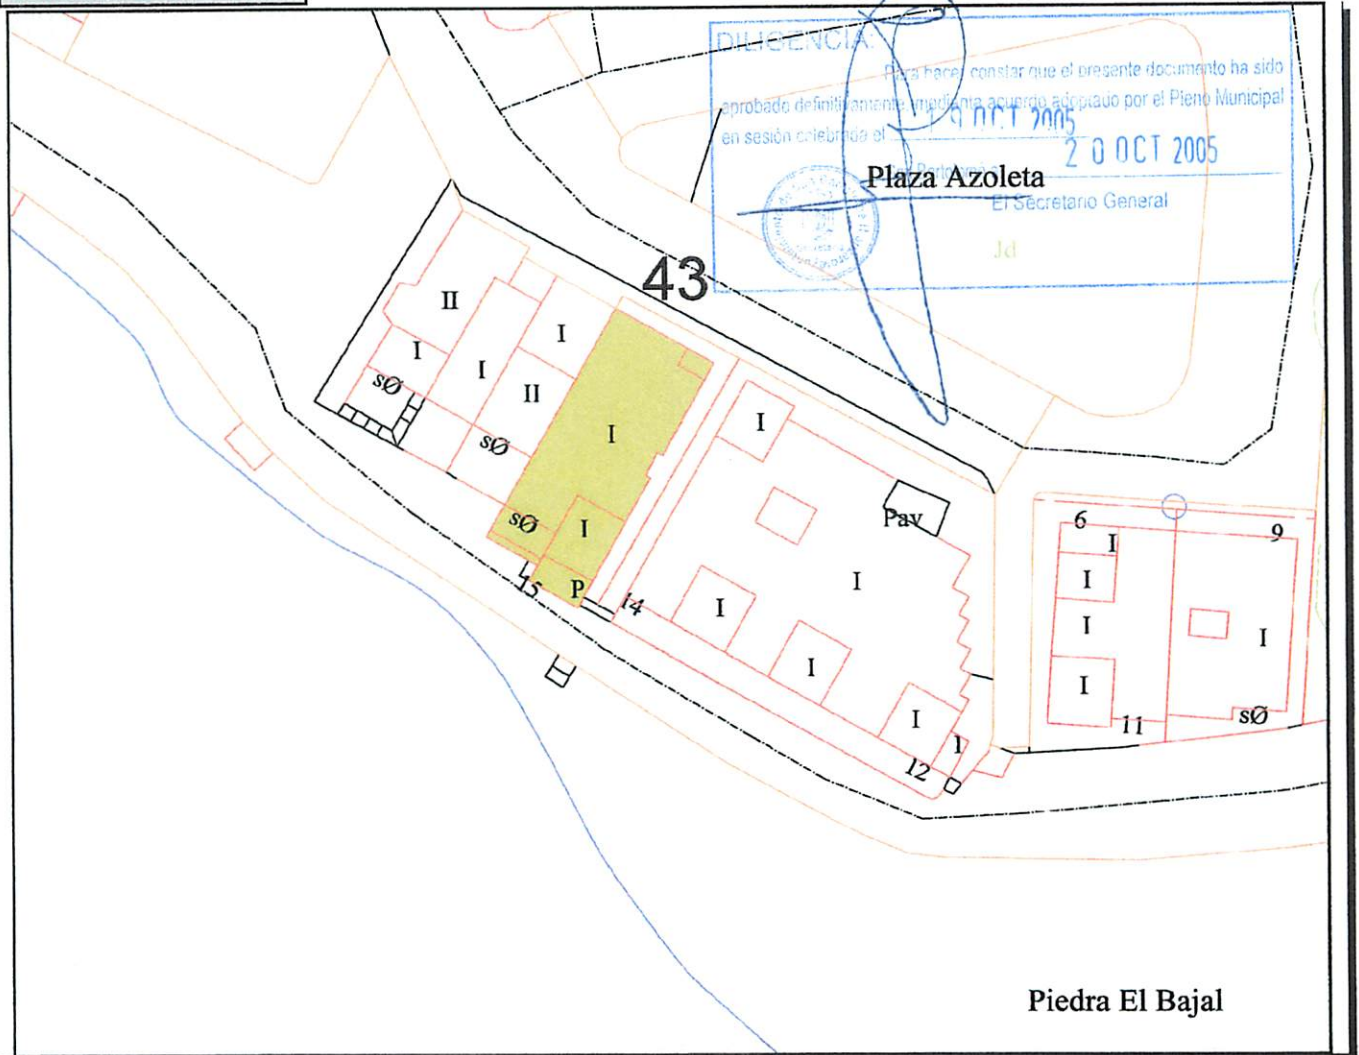 DILIGENCIA:
Para hacer constar que el presente documento ha sido
aprobado definitivamente mediante acuerdo adoptado por el Pleno Municipal
en sesión celebrada el 19 OCT 2005
20 OCT 2005
Plaza Azoleta
El Secretario General
Jd
43
II
I
I
sØ
I
II
sØ
I
I
sØ
I
15
P
14
I
Pav
I
I
I
I
1
12
6
9
I
I
I
I
I
11
sØ
Piedra El Bajal